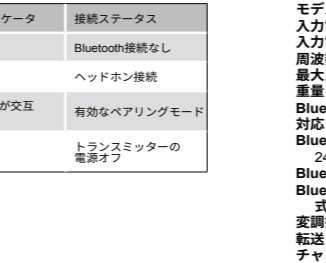 ケータ 接続ステータス
Bluetooth接続なし
ヘッドホン接続
が交互 有効なペアリングモード
トランスミッターの
電源オフ
モデ
入力
入力
周波
最大
重量
Blue
対応
Blue
24
Blue
Blue
式
変調
転送
チャ